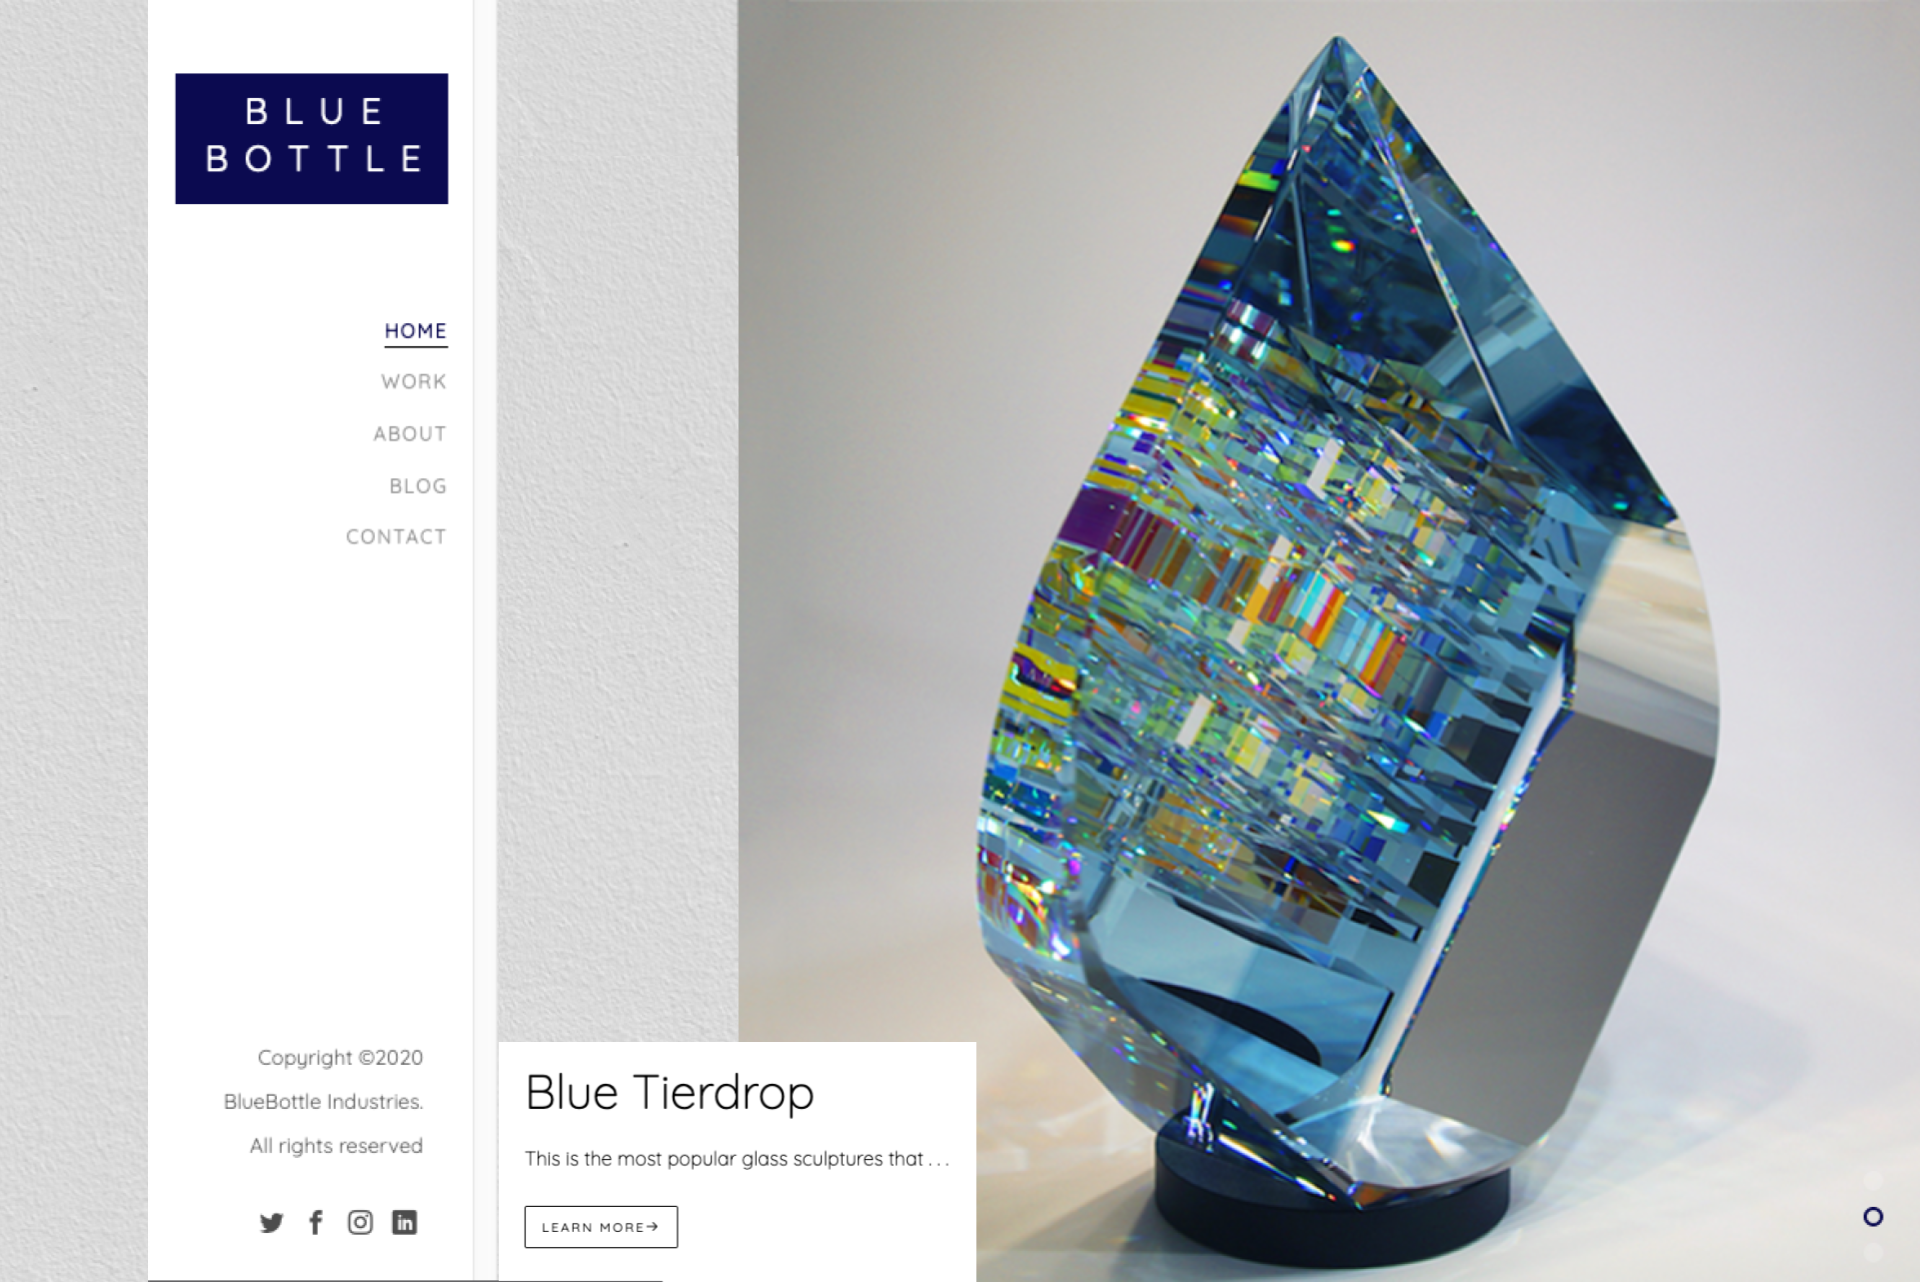 BLUE
BOTTLE
HOME
WORK
ABOUT
BLOG
CONTACT
Copyright ©2020
BlueBottle Industries.
All rights reserved
Blue Tierdrop
This is the most popular glass sculptures that . . .
LEARN MORE→